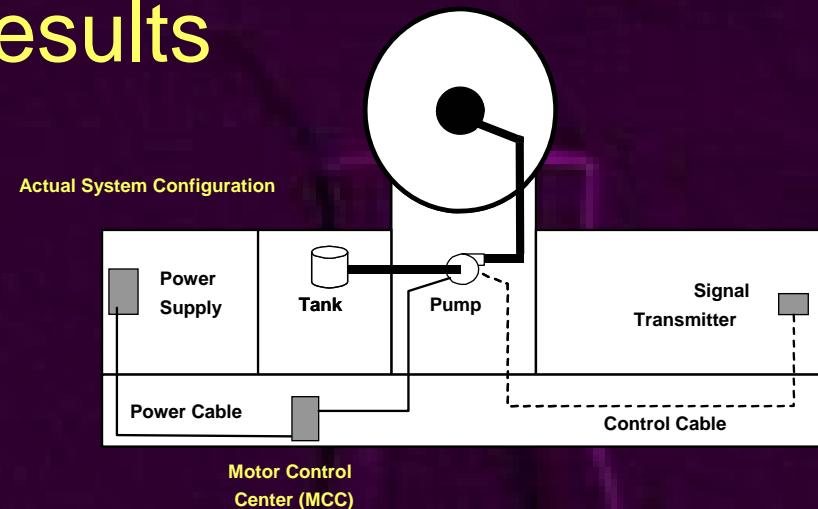 esults
Actual System Configuration
Power
Supply
Tank
Pump
Signal
Transmitter
Power Cable
Control Cable
Motor Control
Center (MCC)